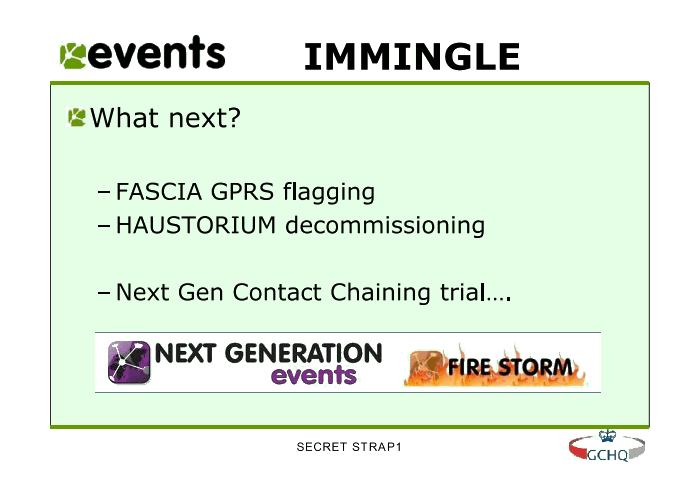 events IMMINGLE
What next?
– FASCIA GPRS flagging
– HAUSTORIUM decommissioning
– Next Gen Contact Chaining trial….
NEXT GENERATION
events
FIRE STORM
SECRET STRAP1
GCHQ